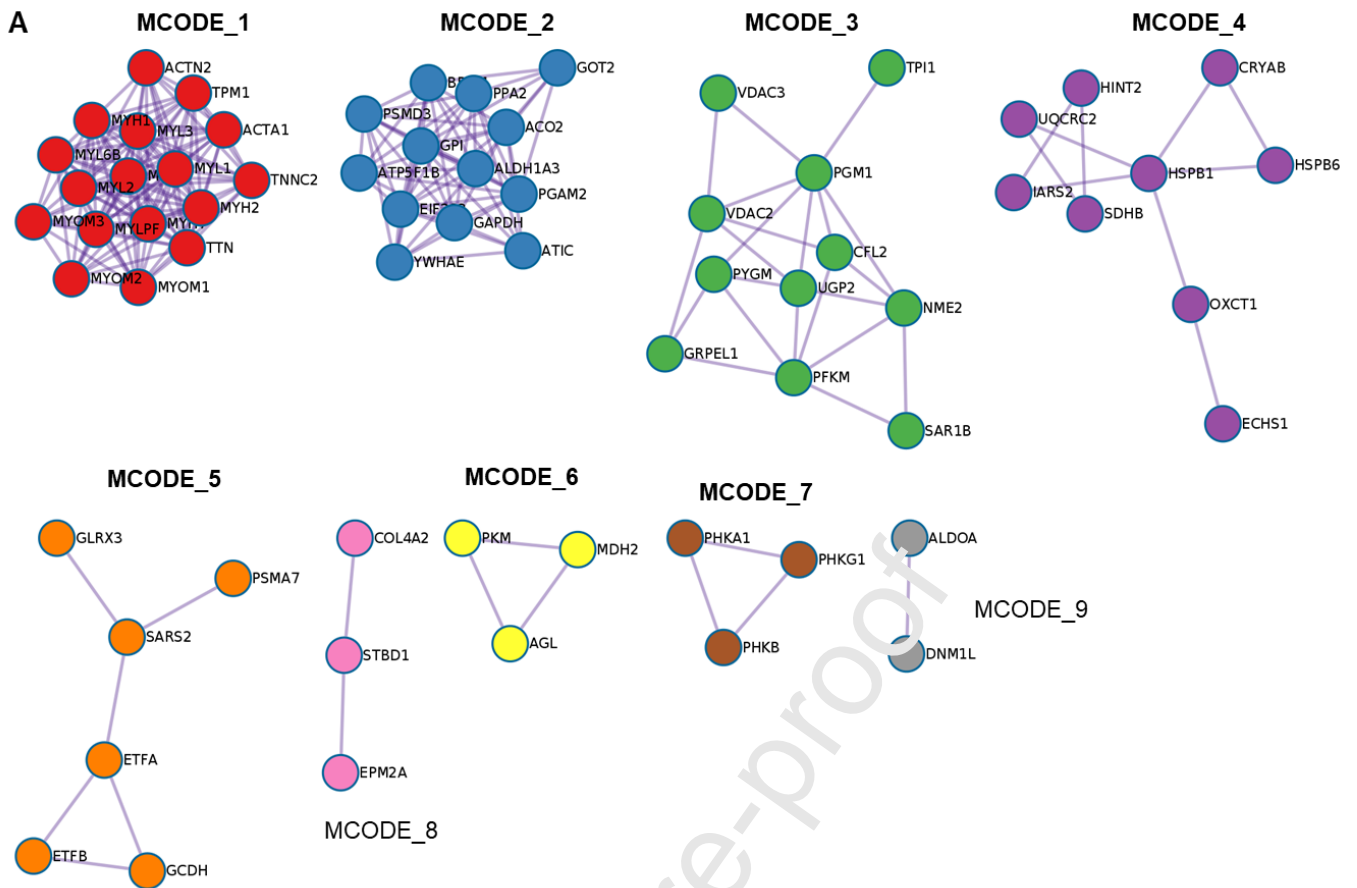 A
MCODE_1
MCODE_2
MCODE_3
MCODE_4
ACTN2
TPM1
MYH1
MYL3
ACTA1
MYL6B
MYL1
MYL2
TNNC2
MYH2
MYOM3
MYLPF
TTN
MYOM2
MYOM1
GOT2
PPA2
PSMD3
ACO2
GPI
ATP5F1B
ALDH1A3
PGAM2
GAPDH
YWHAE
ATIC
TPI1
VDAC3
PGM1
VDAC2
CFL2
PYGM
UGP2
NME2
GRPEL1
PFKM
SAR1B
CRYAB
HINT2
UQCRC2
HSPB1
HSPB6
IARS2
SDHB
OXCT1
ECHS1
MCODE_5
MCODE_6
MCODE_7
GLRX3
PSMA7
SARS2
ETFA
ETFB
GCDH
COL4A2
STBD1
EPM2A
MCODE_8
PKM
MDH2
AGL
PHKA1
PHKG1
PHKB
ALDOA
MCODE_9
DNM1L
re-proof